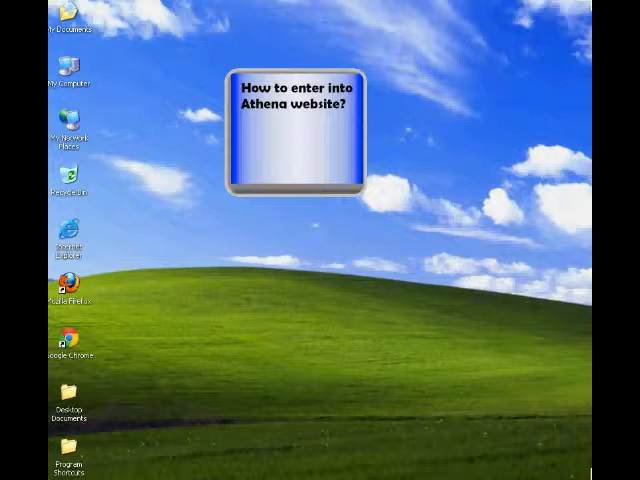 My Documents
My Computer
My Network
Places
Recycle Bin
Internet
Explorer
Mozilla Firefox
Google Chrome
Desktop
Documents
Program
Shortcuts
How to enter into
Athena website?